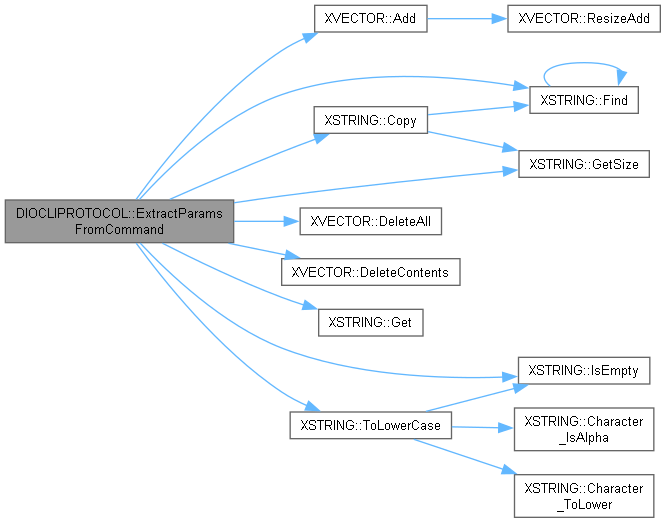 XVECTOR::Add
XVECTOR::ResizeAdd
XSTRING::Find
XSTRING::Copy
XSTRING::GetSize
DIOCLIPROTOCOL::ExtractParams
FromCommand
XVECTOR::DeleteAll
XVECTOR::DeleteContents
XSTRING::Get
XSTRING::IsEmpty
XSTRING::ToLowerCase
XSTRING::Character
_IsAlpha
XSTRING::Character
_ToLower